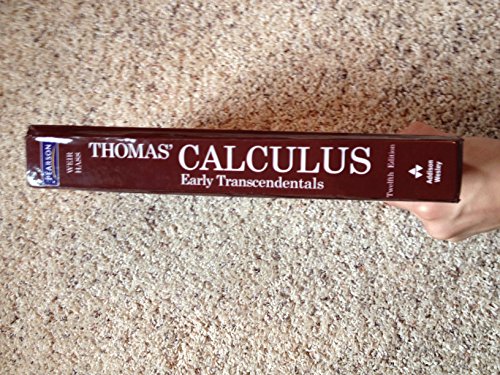 PEARSON
WEIR
HASS
THOMAS' CALCULUS
Early Transcendentals
Twelfth Edition
Addison
Wesley